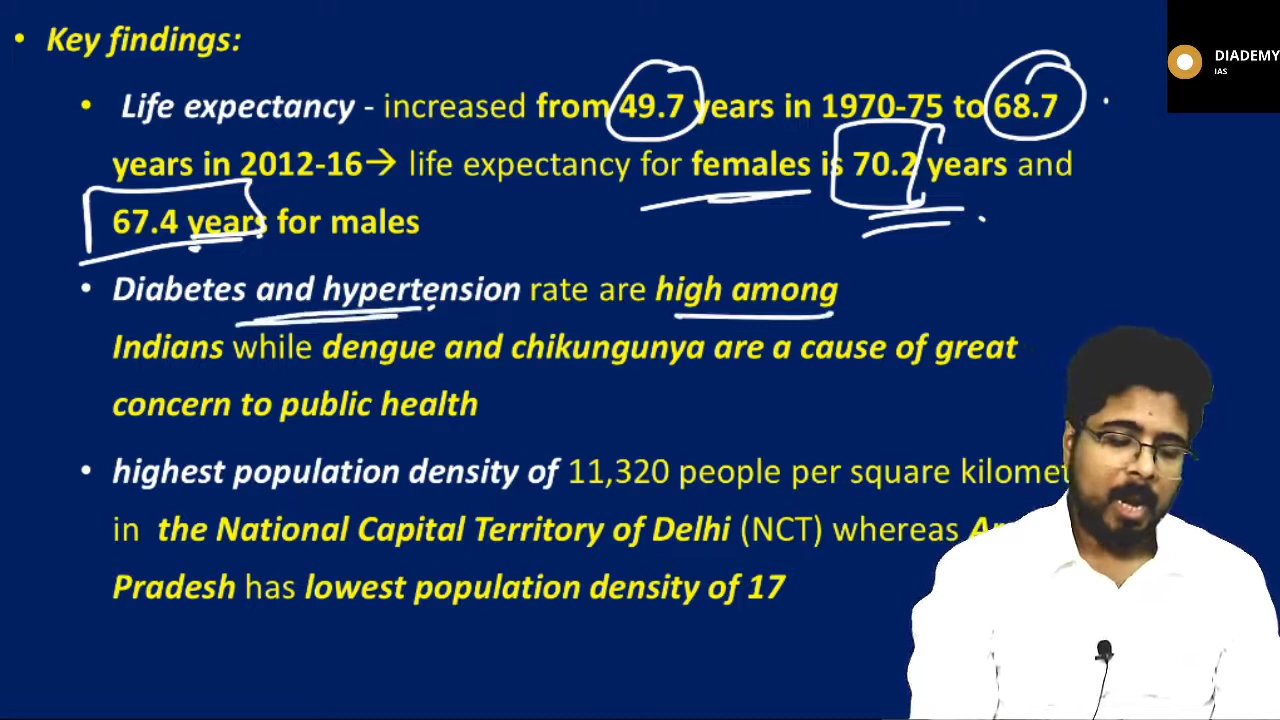 • Key findings:
DIADEMY
IAS
• Life expectancy - increased from 49.7 years in 1970-75 to 68.7
years in 2012-16→ life expectancy for females is 70.2 years and
67.4 years for males
• Diabetes and hypertension rate are high among
Indians while dengue and chikungunya are a cause of great
concern to public health
• highest population density of 11,320 people per square
in the National Capital Territory of Delhi (NCT) whereas
Pradesh has lowest population density of 17